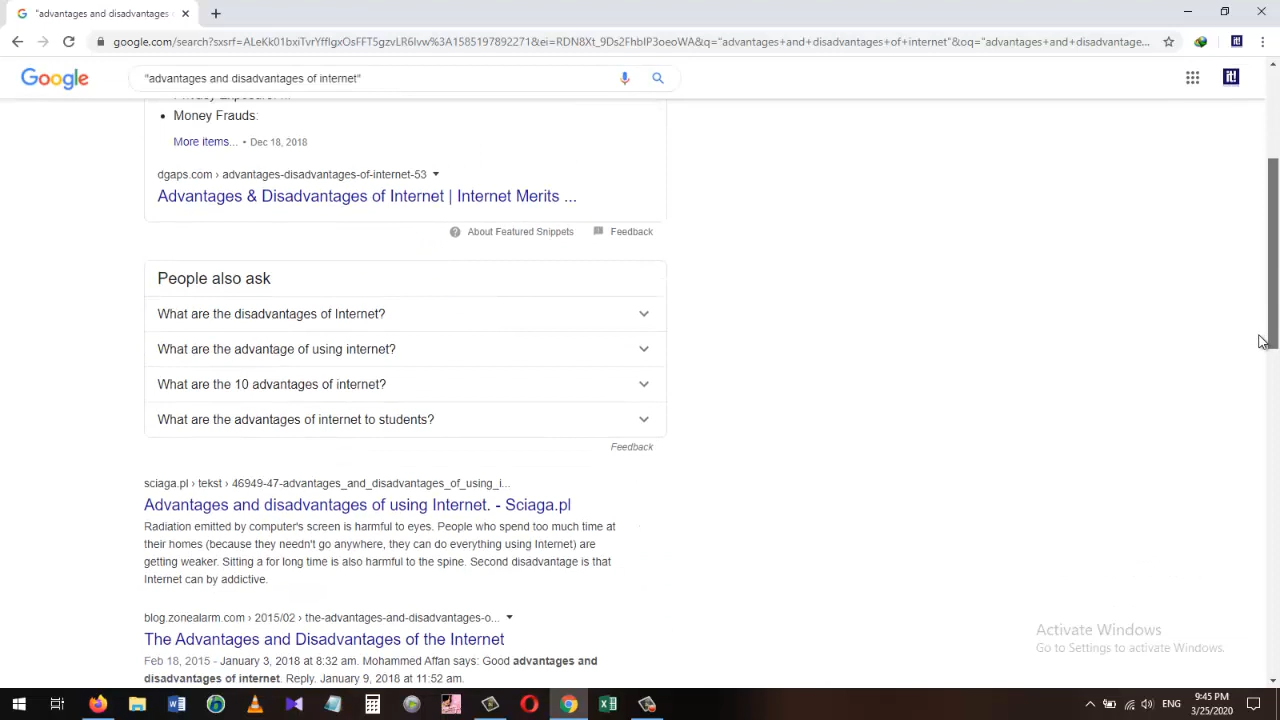 "advantages and disadvantages
google.com/search?sxsrf=ALeKk01bxiTvrYfflgxOsFFT5gzvLR6lvw%3A1585197892271&ei=RDN8Xt_9Ds2FhbIP3oeoWA&q="advantages+and+disadvantages+of+internet"&oq="advantages+and+disadvantage...
Google
"advantages and disadvantages of internet"
it!
• Money Frauds:
More items... • Dec 18, 2018
dgaps.com › advantages-disadvantages-of-internet-53
Advantages & Disadvantages of Internet | Internet Merits ...
About Featured Snippets
Feedback
People also ask
What are the disadvantages of Internet?
What are the advantage of using internet?
What are the 10 advantages of internet?
What are the advantages of internet to students?
Feedback
sciaga.pl › tekst › 46949-47-advantages_and_disadvantages_of_using_i...
Advantages and disadvantages of using Internet. - Sciaga.pl
Radiation emitted by computer's screen is harmful to eyes. People who spend too much time at
their homes (because they needn't go anywhere, they can do everything using Internet) are
getting weaker. Sitting a for long time is also harmful to the spine. Second disadvantage is that
Internet can by addictive.
blog.zonealarm.com › 2015/02 › the-advantages-and-disadvantages-o...
The Advantages and Disadvantages of the Internet
Feb 18, 2015 - January 3, 2018 at 8:32 am. Mohammed Affan says: Good advantages and
disadvantages of internet. Reply. January 9, 2018 at 11:52 am.
Activate Windows
Go to Settings to activate Windows.
ENG
9:45 PM
3/25/2020